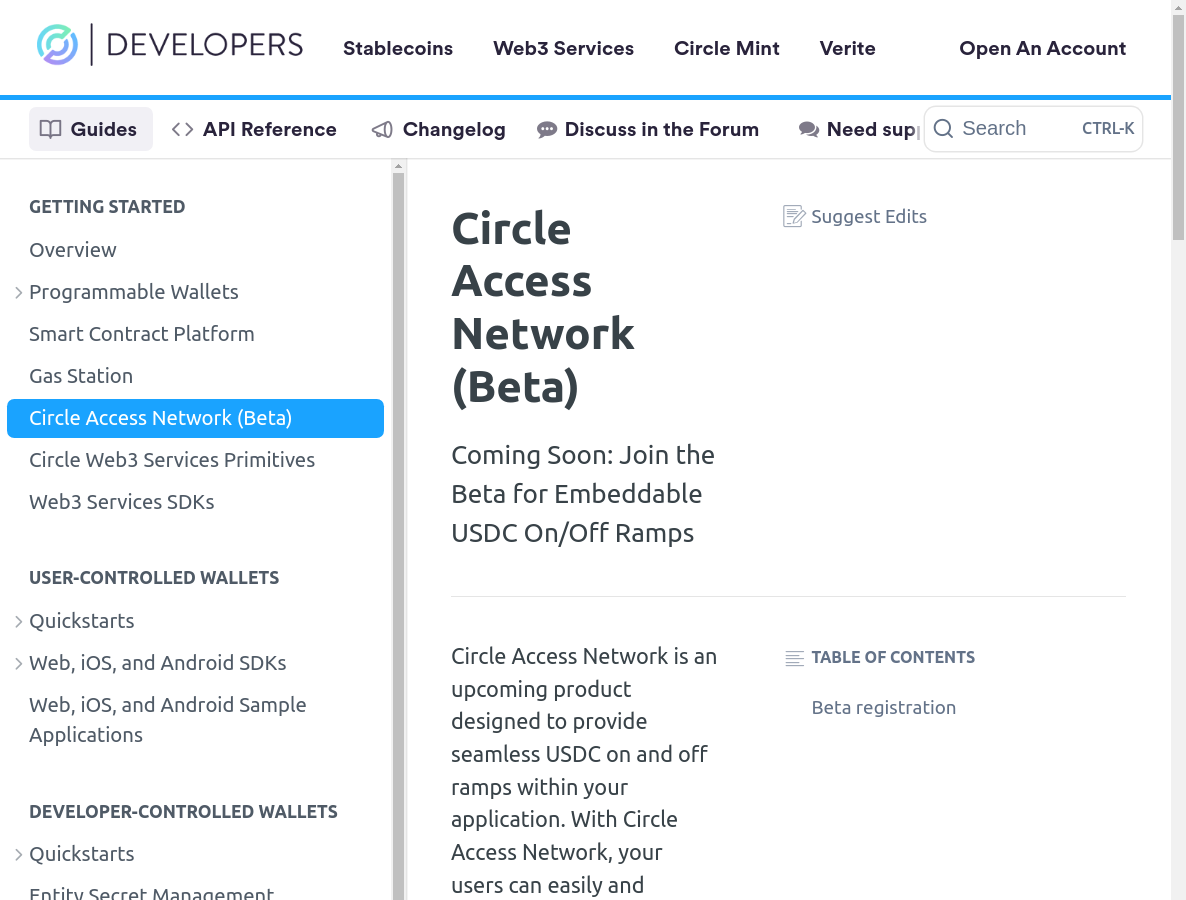 DEVELOPERS
Stablecoins
Web3 Services
Circle Mint
Verite
Open An Account
Guides
API Reference
Changelog
Discuss in the Forum
Need sup
Search
CTRL-K
GETTING STARTED
Overview
Programmable Wallets
Smart Contract Platform
Gas Station
Circle Access Network (Beta)
Circle Web3 Services Primitives
Web3 Services SDKs
USER-CONTROLLED WALLETS
Quickstarts
Web, iOS, and Android SDKs
Web, iOS, and Android Sample
Applications
DEVELOPER-CONTROLLED WALLETS
Quickstarts
Entity Secret Management
Circle
Access
Network
(Beta)
Suggest Edits
Coming Soon: Join the
Beta for Embeddable
USDC On/Off Ramps
Circle Access Network is an
upcoming product
designed to provide
seamless USDC on and off
ramps within your
application. With Circle
Access Network, your
users can easily and
TABLE OF CONTENTS
Beta registration